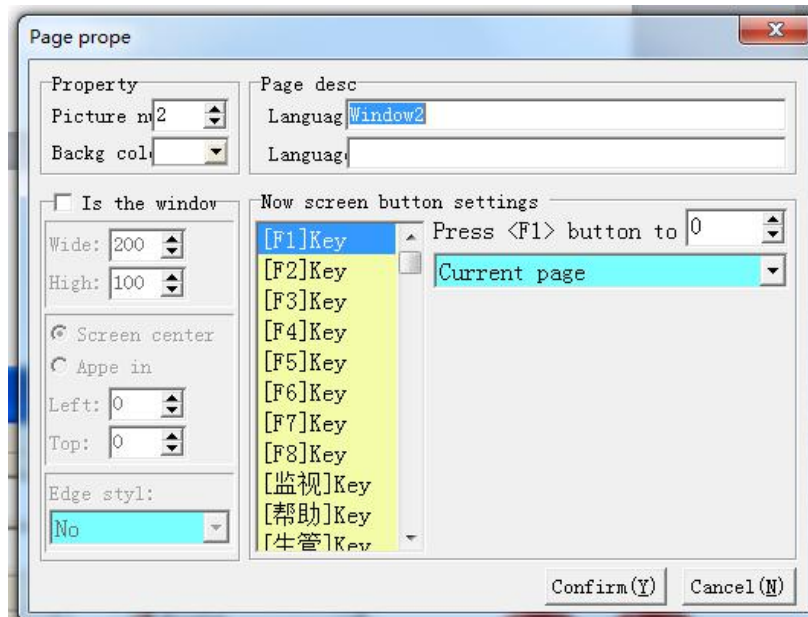 Page prope
Property
Picture n
2
Backg col
Page desc
Languag
Window2
Languag
Is the window
Wide: 200
High: 100
Screen center
Appe in
Left: 0
Top: 0
Edge styl:
No
Now screen button settings
[F1]Key
[F2]Key
[F3]Key
[F4]Key
[F5]Key
[F6]Key
[F7]Key
[F8]Key
[监视]Key
[帮助]Key
[生管]Key
Press <F1> button to 0
Current page
Confirm(Y)
Cancel(N)